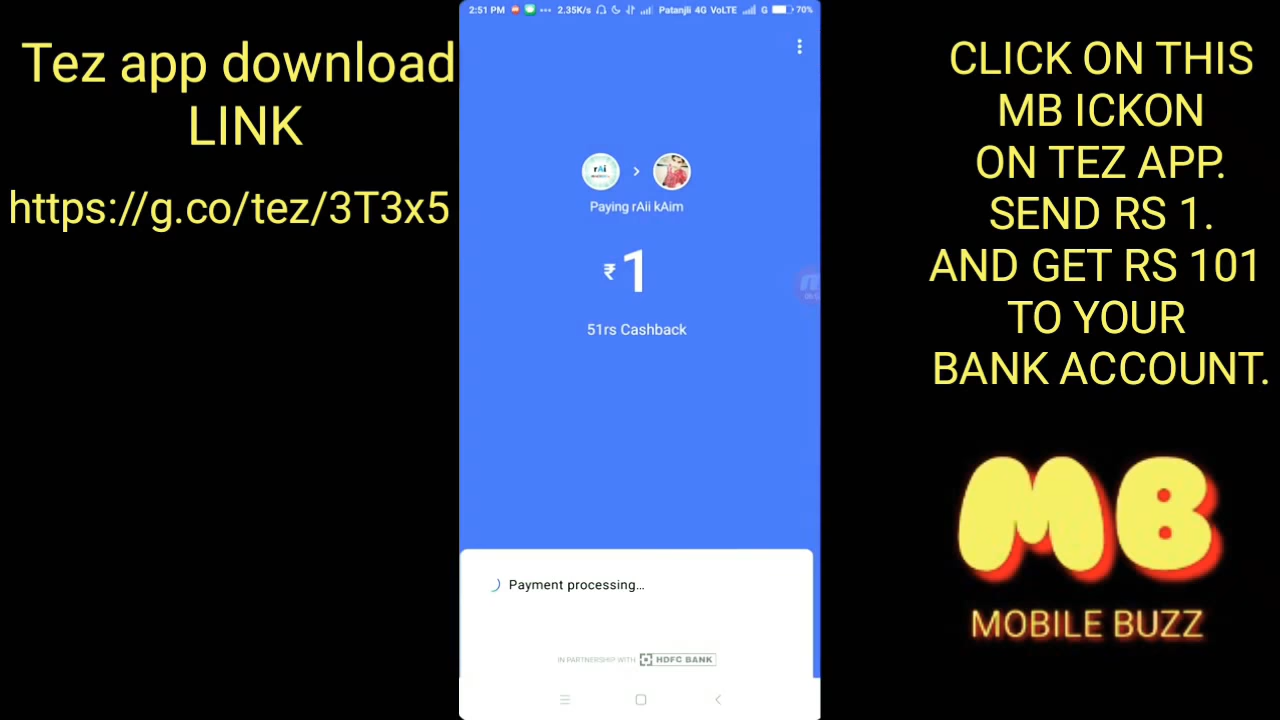 Tez app download
LINK
https://g.co/tez/3T3x5
2:51 PM
2.35K/s
Patanjli 4G VoLTE
G
70%
rAi
Paying rAii kAim
₹1
51rs Cashback
Payment processing...
IN PARTNERSHIP WITH HDFC BANK
CLICK ON THIS
MB ICKON
ON TEZ APP.
SEND RS 1.
AND GET RS 101
TO YOUR
BANK ACCOUNT.
MB
MOBILE BUZZ